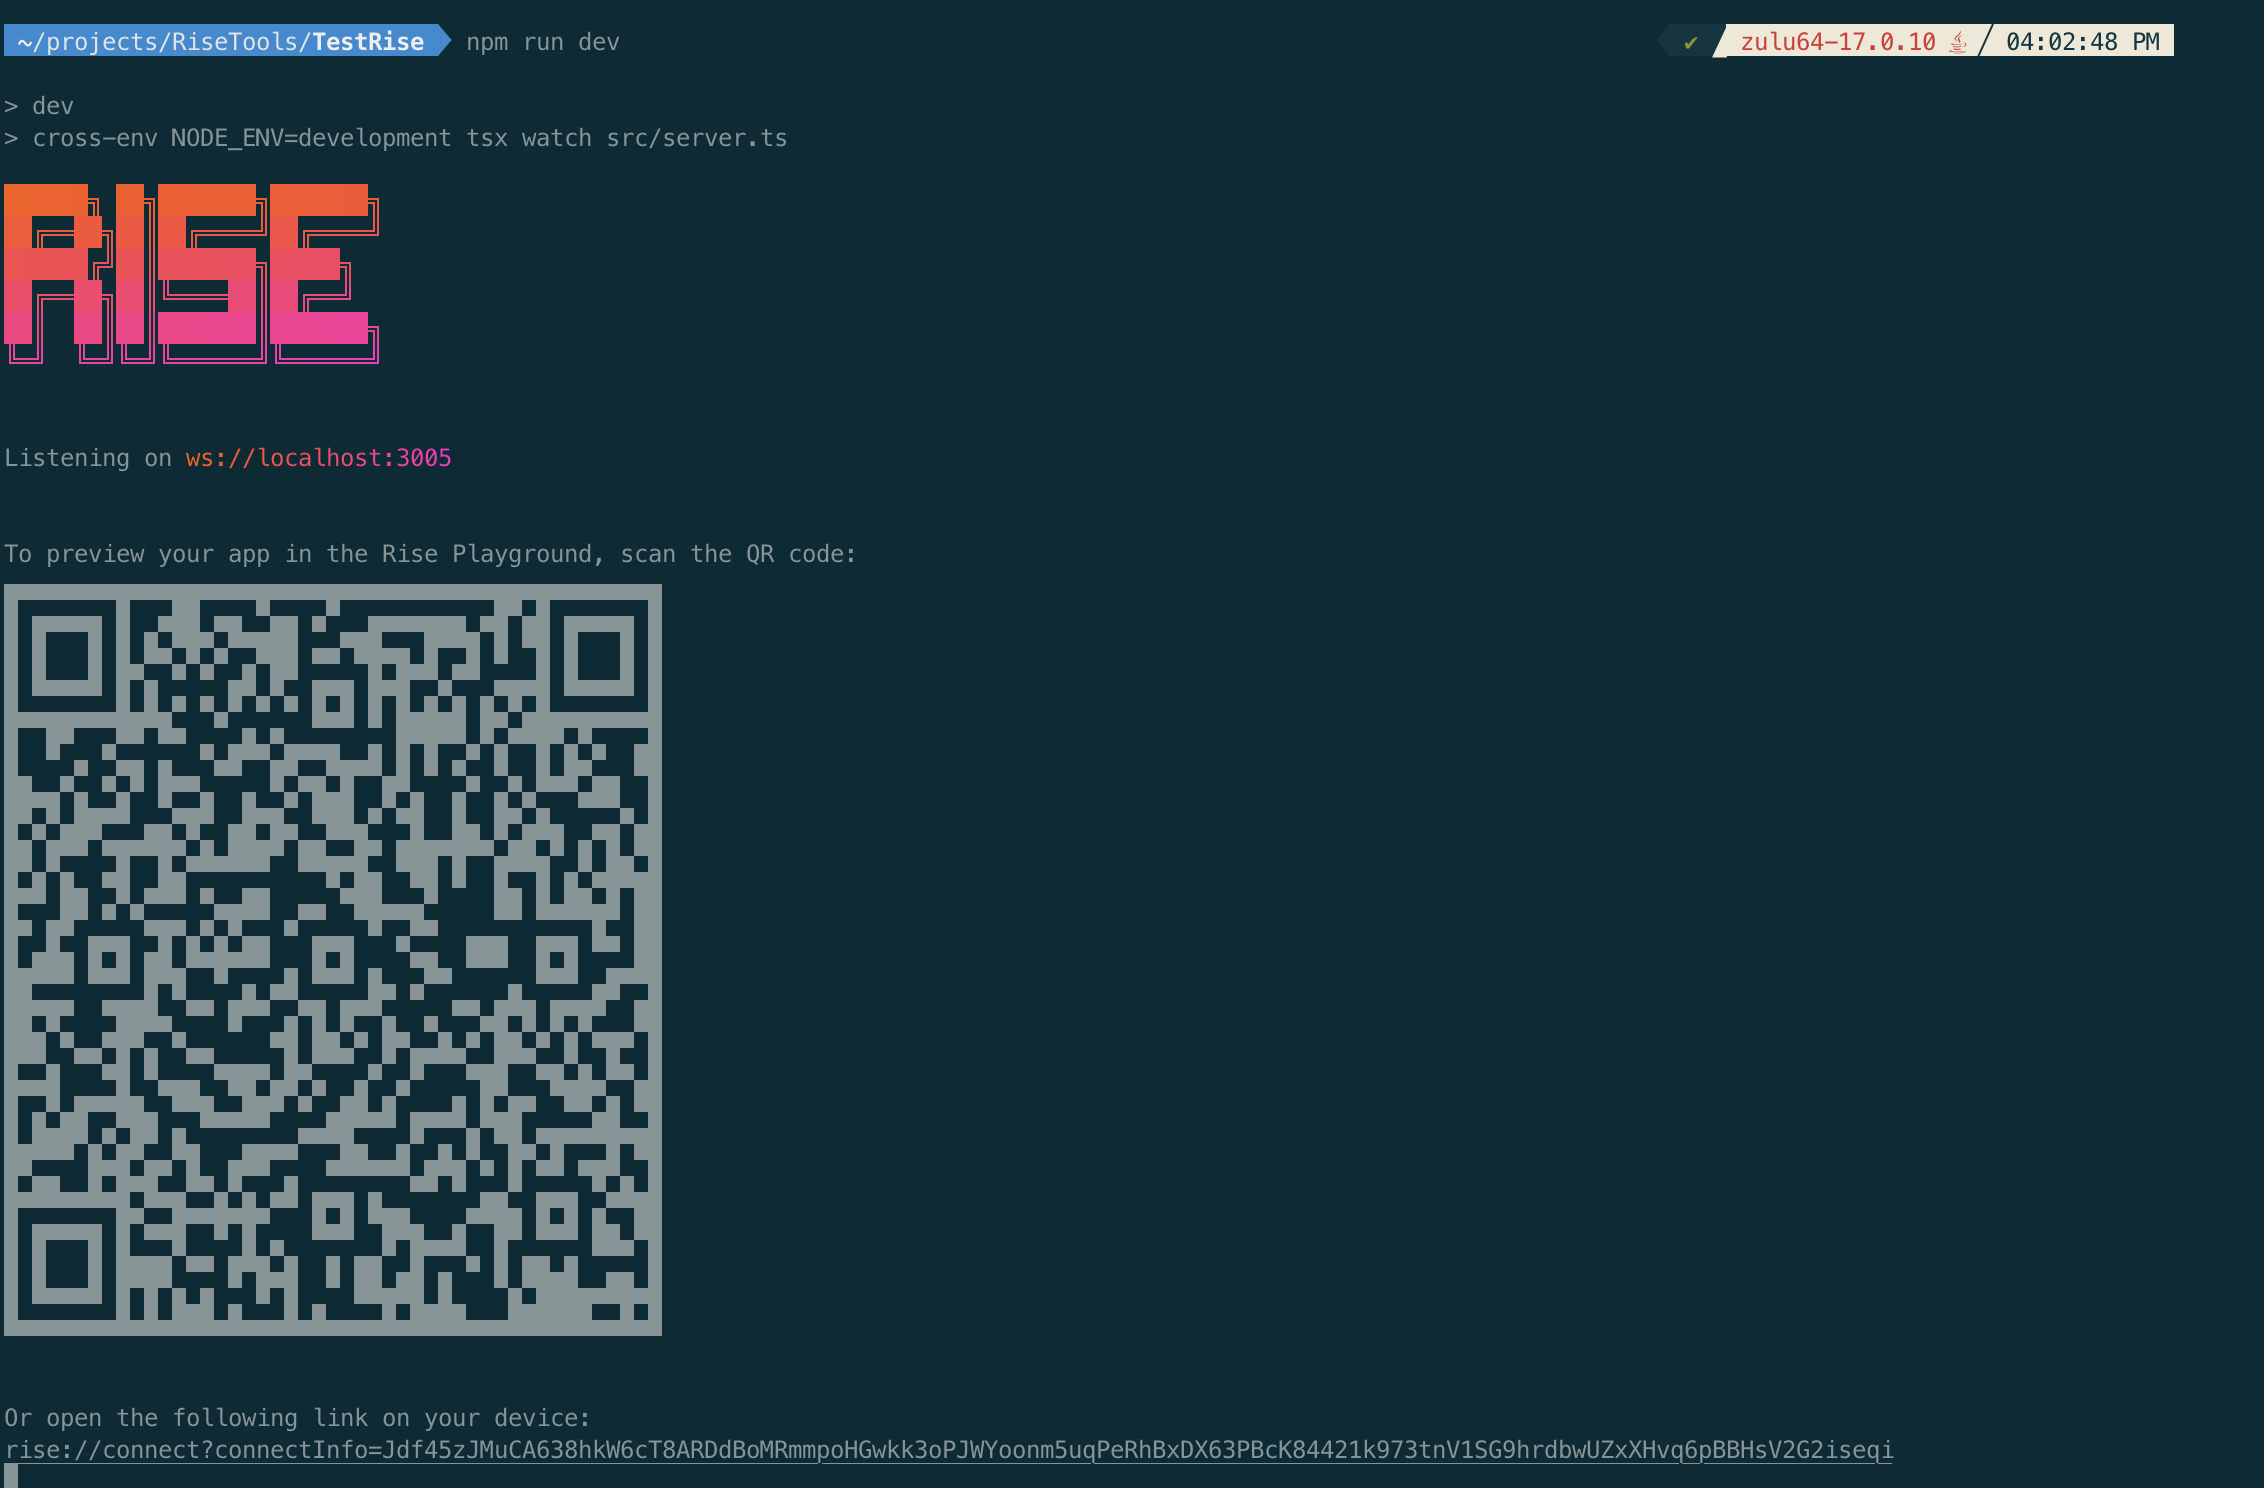 ~/projects/RiseTools/TestRise npm run dev ✔ zulu64-17.0.10 04:02:48 PM
> dev
> cross-env NODE_ENV=development tsx watch src/server.ts
RISE
Listening on ws://localhost:3005
To preview your app in the Rise Playground, scan the QR code:
Or open the following link on your device:
rise://connect?connectInfo=Jdf45zJMuCA638hkW6cT8ARDdBoMRmmpoHGwkk3oPJWYoonm5uqPeRhBxDX63PBcK84421k973tnV1SG9hrdbwUZxXHvq6pBBHsV2G2iseqi